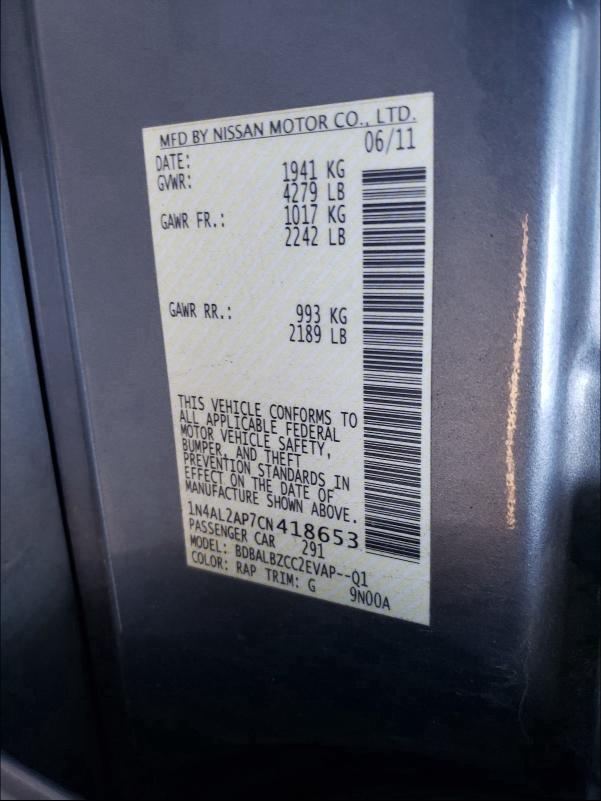 MFD BY NISSAN MOTOR CO., LTD.
DATE: 06/11
GVWR: 1941 KG
4279 LB
GAWR FR.: 1017 KG
2242 LB
GAWR RR.: 993 KG
2189 LB
THIS VEHICLE CONFORMS TO
ALL APPLICABLE FEDERAL
MOTOR VEHICLE SAFETY,
BUMPER, AND THEFT
PREVENTION STANDARDS IN
EFFECT ON THE DATE OF
MANUFACTURE SHOWN ABOVE.
1N4AL2AP7CN418653
PASSENGER CAR 291
MODEL: BDBALBZCC2EVAP--Q1
COLOR: RAP TRIM: G 9N00A